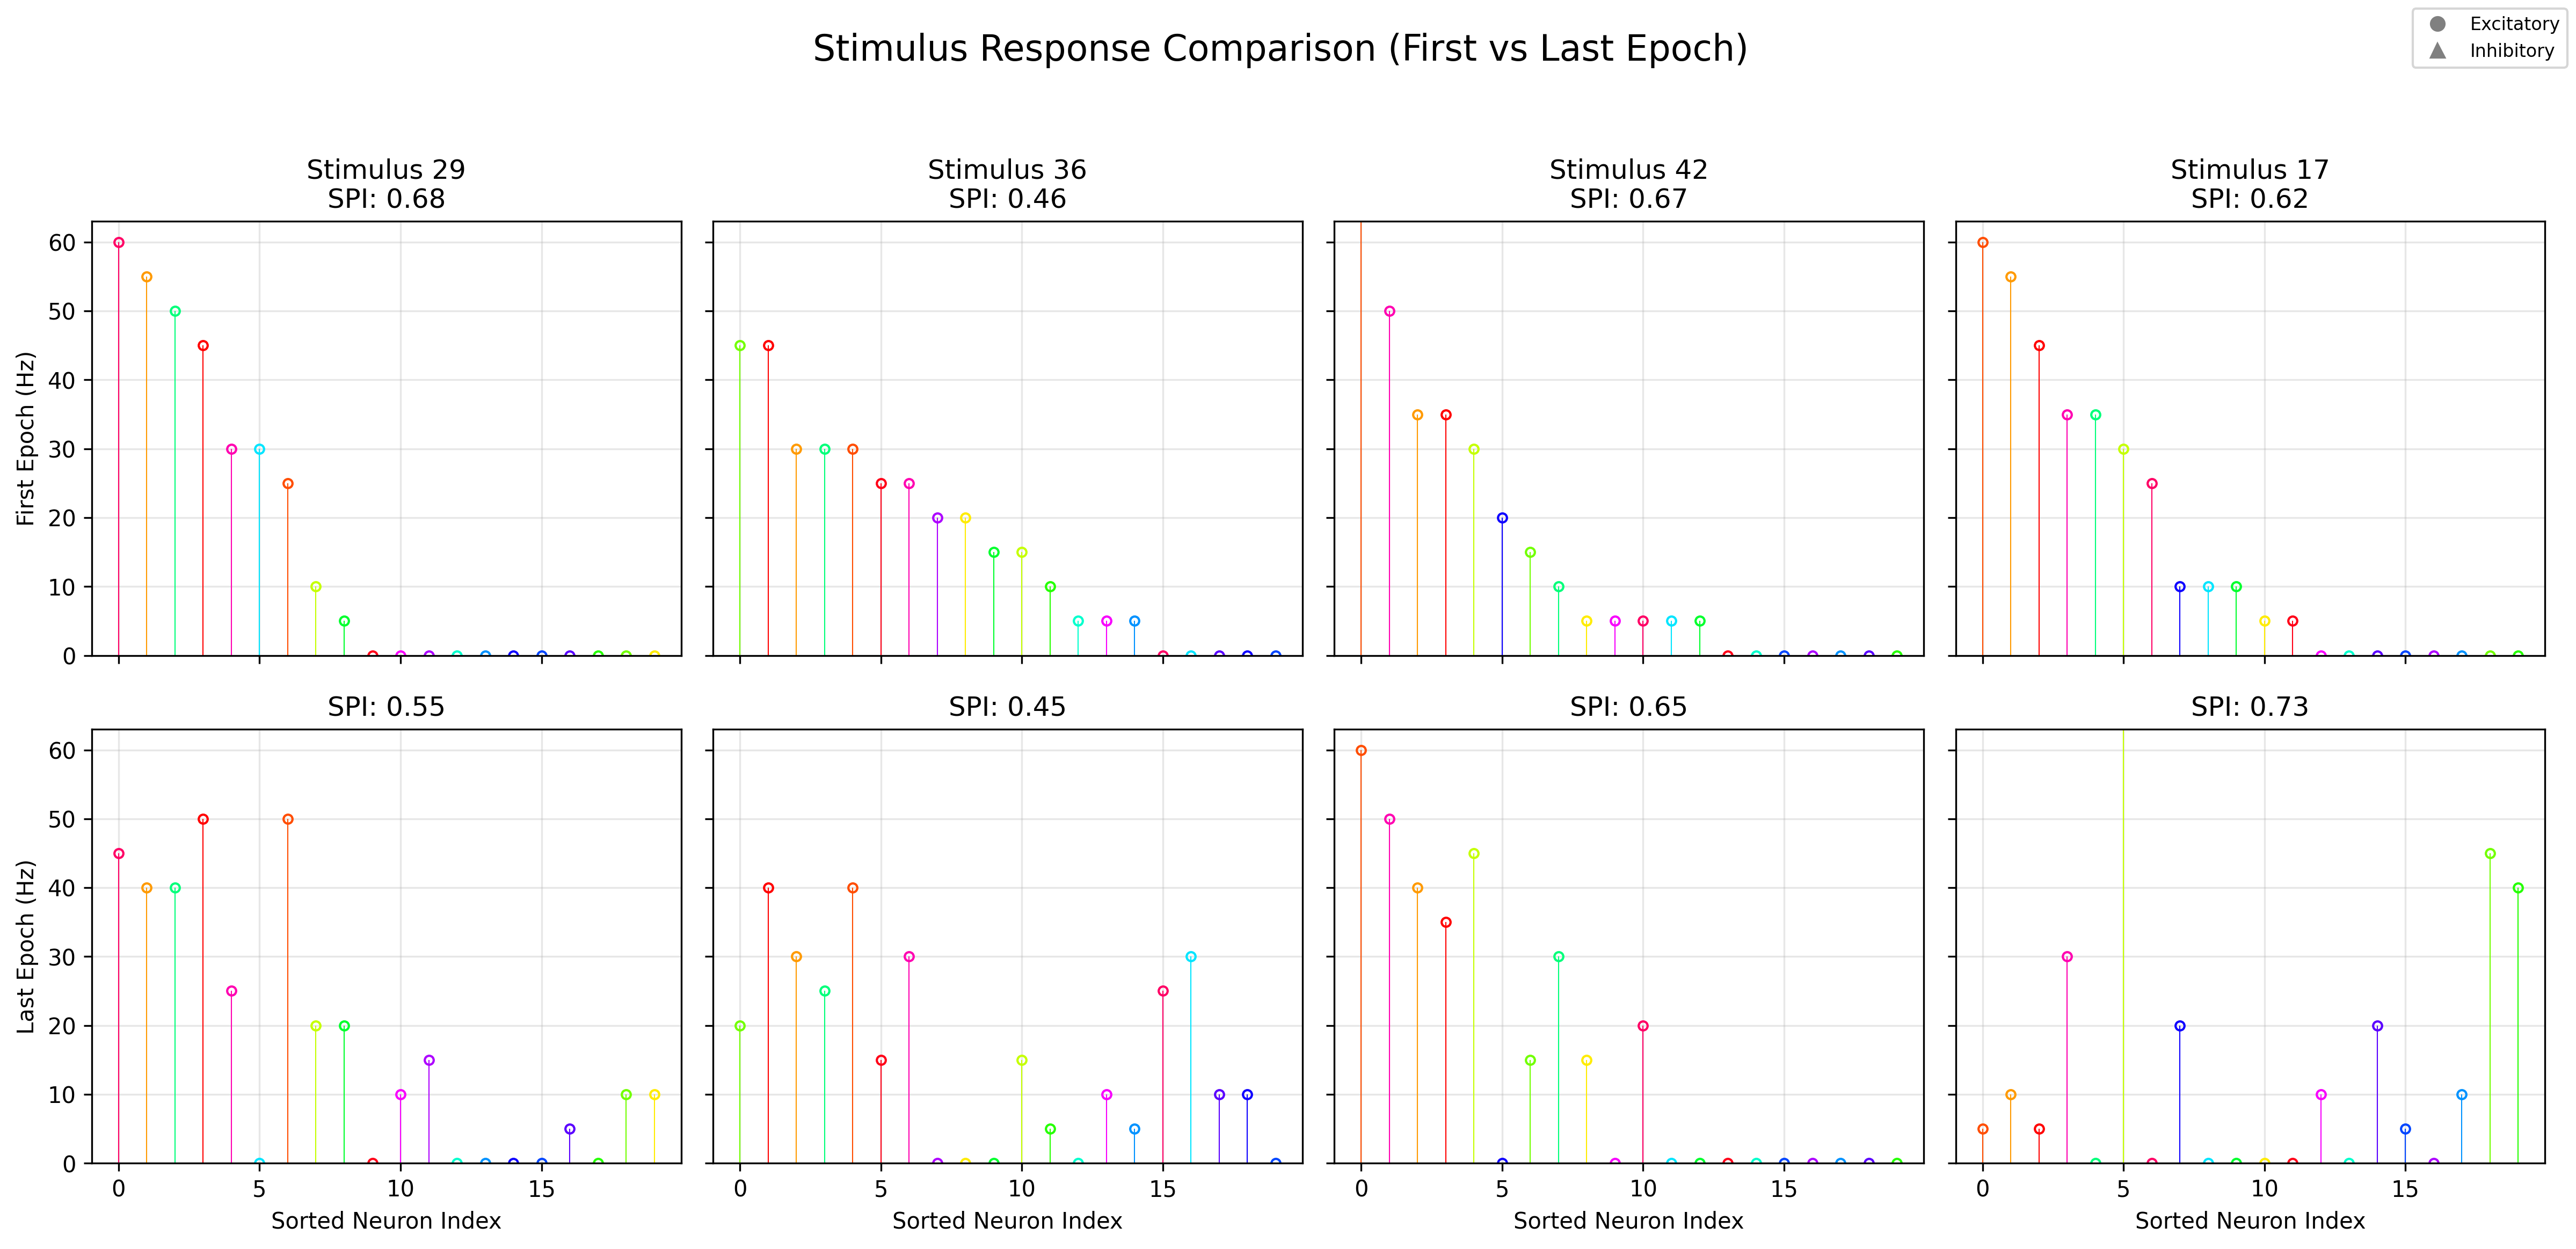 Stimulus Response Comparison (First vs Last Epoch)
Excitatory
Inhibitory
Stimulus 29
SPI: 0.68
Stimulus 36
SPI: 0.46
Stimulus 42
SPI: 0.67
Stimulus 17
SPI: 0.62
First Epoch (Hz)
60
50
40
30
20
10
0
SPI: 0.55
SPI: 0.45
SPI: 0.65
SPI: 0.73
Last Epoch (Hz)
60
50
40
30
20
10
0
0 5 10 15
0 5 10 15
0 5 10 15
0 5 10 15
Sorted Neuron Index
Sorted Neuron Index
Sorted Neuron Index
Sorted Neuron Index